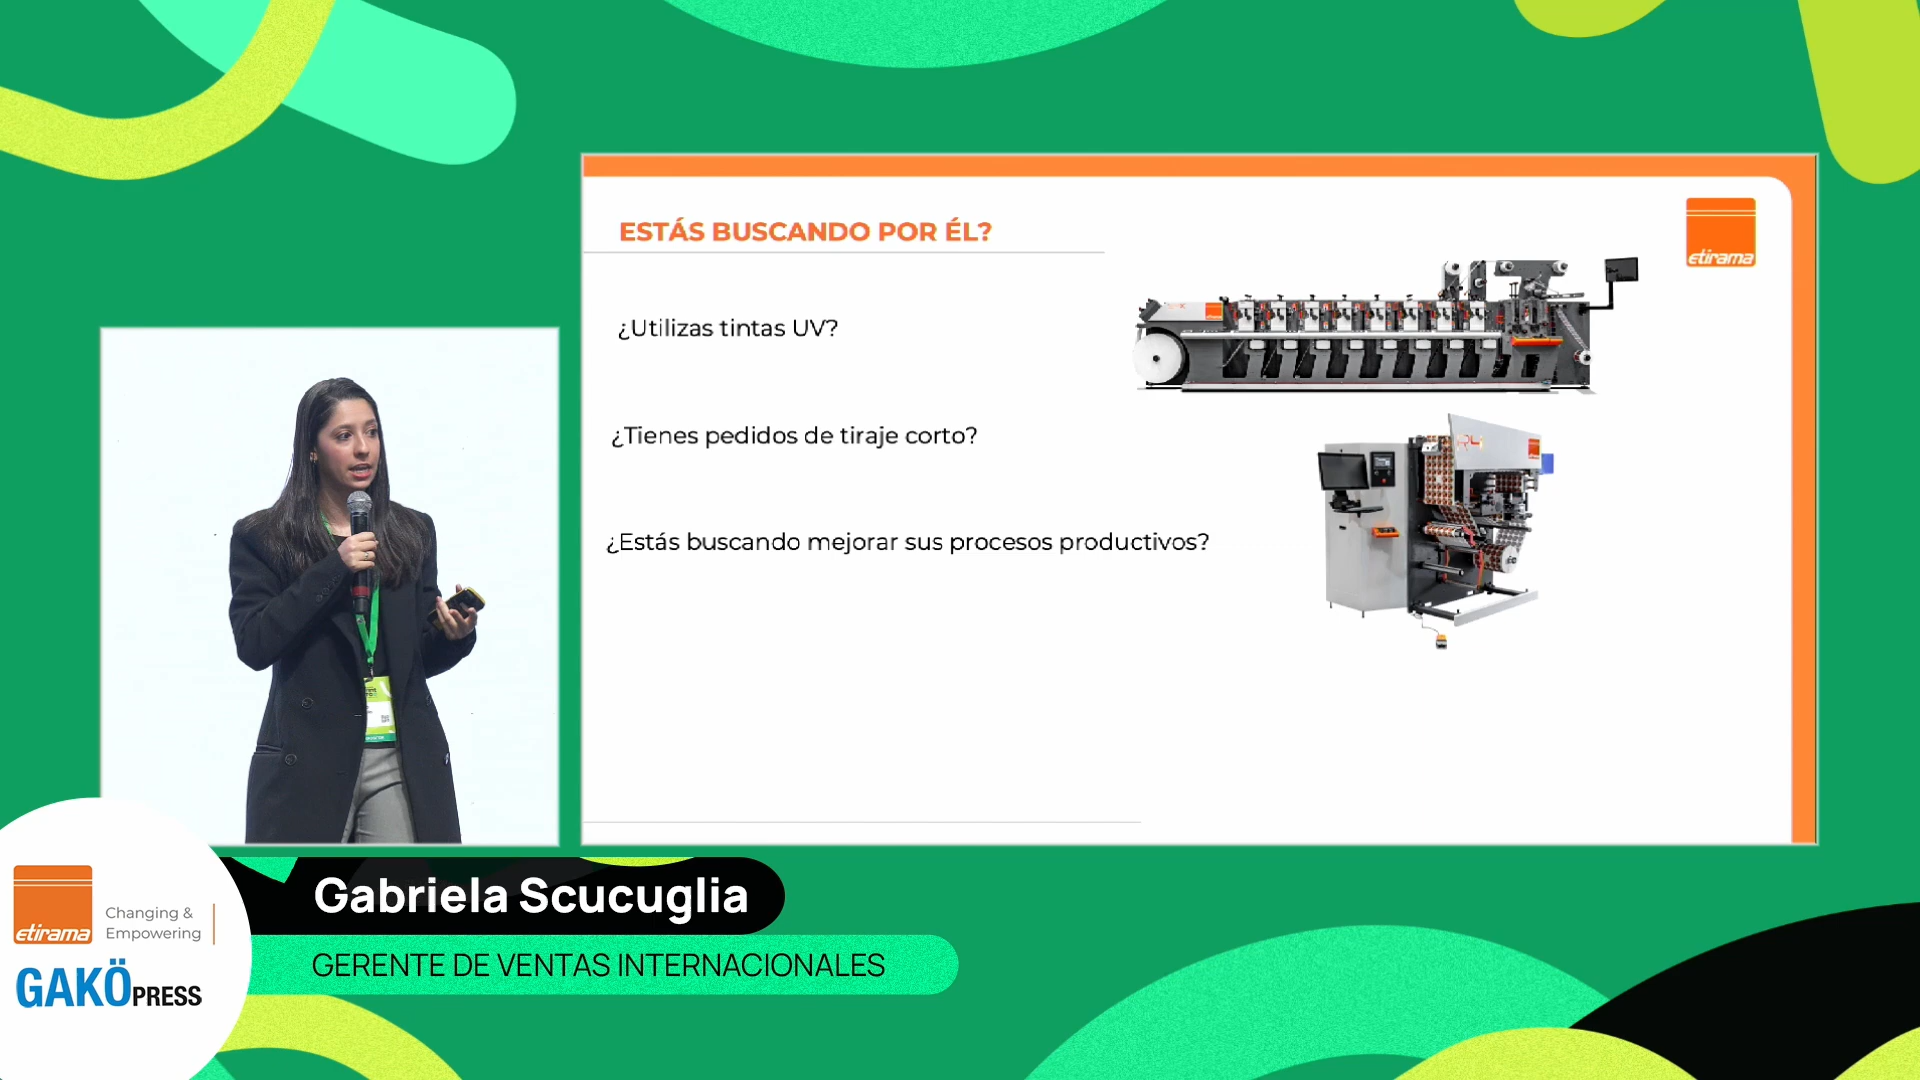 ESTÁS BUSCANDO POR ÉL?
etirama
¿Utilizas tintas UV?
¿Tienes pedidos de tiraje corto?
¿Estás buscando mejorar sus procesos productivos?
Gabriela Scucuglia
GERENTE DE VENTAS INTERNACIONALES
etirama
Changing &
Empowering
GAKÖPRESS